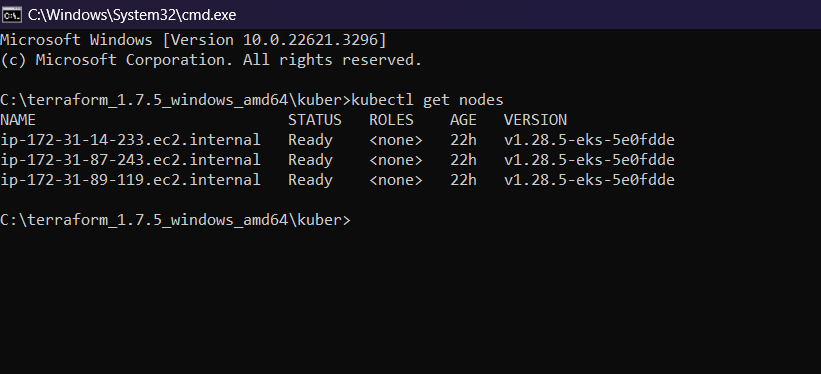 C:\Windows\System32\cmd.exe
Microsoft Windows [Version 10.0.22621.3296]
(c) Microsoft Corporation. All rights reserved.
C:\terraform_1.7.5_windows_amd64\kuber>kubectl get nodes
NAME STATUS ROLES AGE VERSION
ip-172-31-14-233.ec2.internal Ready <none> 22h v1.28.5-eks-5e0fdde
ip-172-31-87-243.ec2.internal Ready <none> 22h v1.28.5-eks-5e0fdde
ip-172-31-89-119.ec2.internal Ready <none> 22h v1.28.5-eks-5e0fdde
C:\terraform_1.7.5_windows_amd64\kuber>